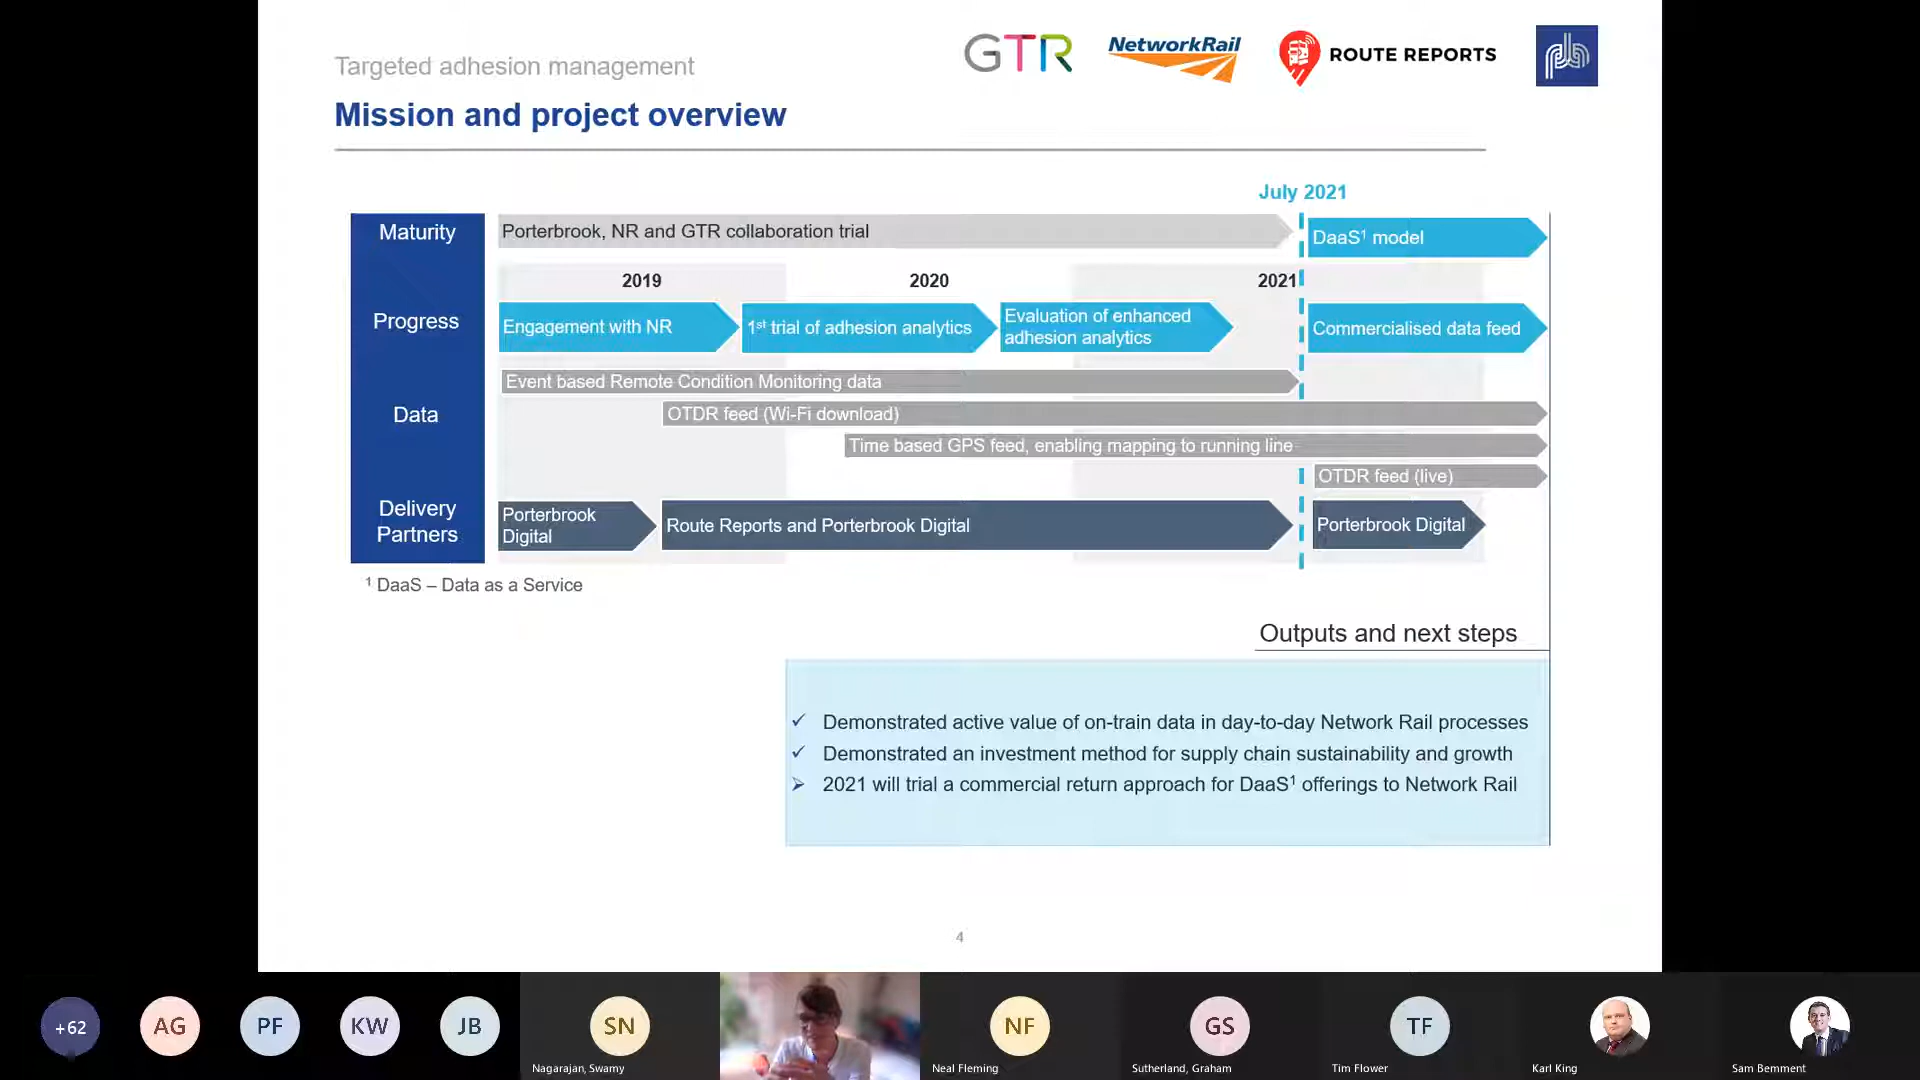 GTR
NetworkRail
ROUTE REPORTS
Targeted adhesion management
Mission and project overview
July 2021
Maturity
Porterbrook, NR and GTR collaboration trial
DaaS¹ model
2019
2020
2021
Progress
Engagement with NR
1st trial of adhesion analytics
Evaluation of enhanced
adhesion analytics
Commercialised data feed
Data
Event based Remote Condition Monitoring data
OTDR feed (Wi-Fi download)
Time based GPS feed, enabling mapping to running line
OTDR feed (live)
Delivery
Partners
Porterbrook
Digital
Route Reports and Porterbrook Digital
Porterbrook Digital
¹ DaaS – Data as a Service
Outputs and next steps
✓ Demonstrated active value of on-train data in day-to-day Network Rail processes
✓ Demonstrated an investment method for supply chain sustainability and growth
➢ 2021 will trial a commercial return approach for DaaS¹ offerings to Network Rail
4
+62
AG
PF
KW
JB
SN
Nagarajan, Swamy
NF
Neal Fleming
GS
Sutherland, Graham
TF
Tim Flower
Karl King
Sam Bemment